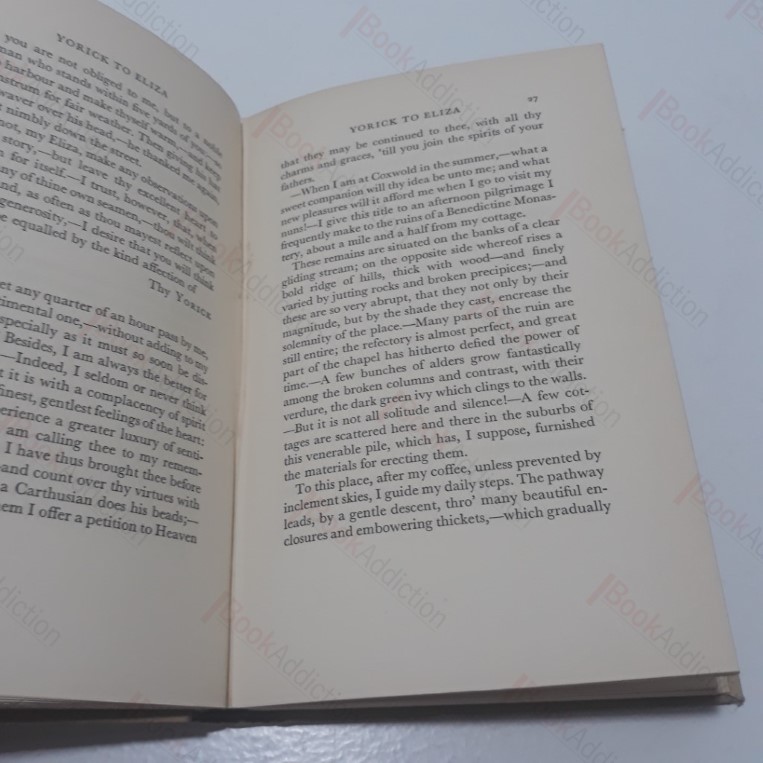 YORICK TO ELIZA
you are not obliged to me, but to a noble
man who stands within five yards of you
harbour and make thyself warm,—and keep
nstrum for fair weather. Then giving his hat
waver over his head,—he thanked me again,
nimbly down the street.
not, my Eliza, make any observations upon
story,—but leave thy excellent heart to
n for itself.—I trust, however, that when
ny of thine own seamen,—thou wilt think
nd, as often as thou mayest reflect upon
generosity,—I desire that you will think
e equalled by the kind affection of
Thy YORICK
et any quarter of an hour pass by me,
timental one,—without adding to my
specially as it must so soon be dis-
Besides, I am always the better for
—Indeed, I seldom or never think
t it is with a complacency of spirit
finest, gentlest feelings of the heart:
erience a greater luxury of senti-
am calling thee to my remem-
I have thus brought thee before
and count over thy virtues with
a Carthusian does his beads;—
em I offer a petition to Heaven
YORICK TO ELIZA 27
that they may be continued to thee, with all thy
charms and graces, 'till you join the spirits of your
fathers.
—When I am at Coxwold in the summer,—what a
sweet companion will thy idea be unto me; and what
new pleasures will it afford me when I go to visit my
nuns!—I give this title to an afternoon pilgrimage I
frequently make to the ruins of a Benedictine Monas-
tery, about a mile and a half from my cottage.
These remains are situated on the banks of a clear
gliding stream; on the opposite side whereof rises a
bold ridge of hills, thick with wood—and finely
varied by jutting rocks and broken precipices;—and
these are so very abrupt, that they not only by their
magnitude, but by the shade they cast, encrease the
solemnity of the place.—Many parts of the ruin are
still entire; the refectory is almost perfect, and great
part of the chapel has hitherto defied the power of
time.—A few bunches of alders grow fantastically
among the broken columns and contrast, with their
verdure, the dark green ivy which clings to the walls.
—But it is not all solitude and silence!—A few cot-
tages are scattered here and there in the suburbs of
this venerable pile, which has, I suppose, furnished
the materials for erecting them.
To this place, after my coffee, unless prevented by
inclement skies, I guide my daily steps. The pathway
leads, by a gentle descent, thro' many beautiful en-
closures and embowering thickets,—which gradually
BookAddiction